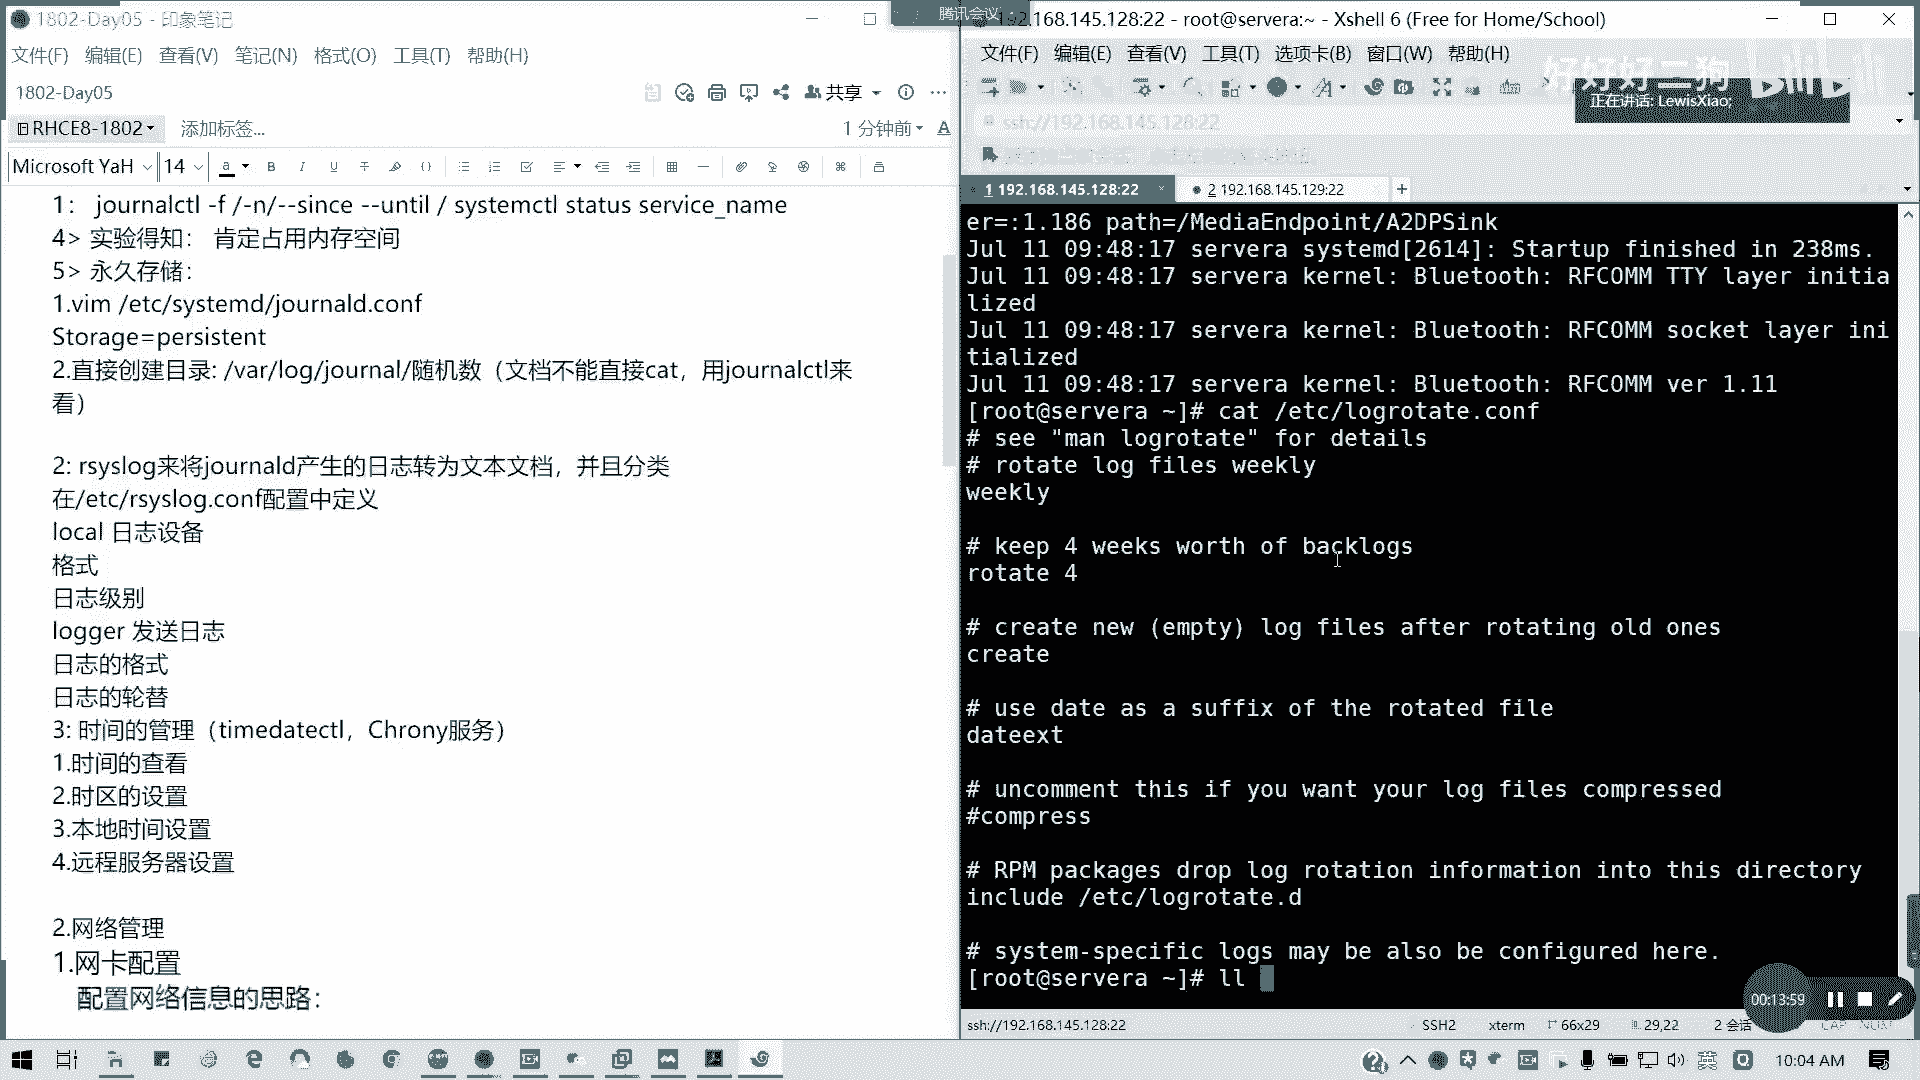 1802-Day05 - 印象笔记
文件(F) 编辑(E) 查看(V) 笔记(N) 格式(O) 工具(T) 帮助(H)
1802-Day05
共享
RHCE8-1802
添加标签...
1 分钟前
Microsoft YaH 14
1： journalctl -f /-n/--since --until / systemctl status service_name
4> 实验得知： 肯定占用内存空间
5> 永久存储：
1.vim /etc/systemd/journald.conf
Storage=persistent
2.直接创建目录: /var/log/journal/随机数（文档不能直接cat，用journalctl来
看）
2: rsyslog来将journald产生的日志转为文本文档，并且分类
在/etc/rsyslog.conf配置中定义
local 日志设备
格式
日志级别
logger 发送日志
日志的格式
日志的轮替
3: 时间的管理（timedatectl，Chrony服务）
1.时间的查看
2.时区的设置
3.本地时间设置
4.远程服务器设置
2.网络管理
1.网卡配置
配置网络信息的思路：
腾讯会议
192.168.145.128:22 - root@servera:~ - Xshell 6 (Free for Home/School)
文件(F) 编辑(E) 查看(V) 工具(T) 选项卡(B) 窗口(W) 帮助(H)
好好好二狗 bilibili
正在讲话: LewisXiao;
ssh://192.168.145.128:22
1 192.168.145.128:22
2 192.168.145.129:22
er=:1.186 path=/MediaEndpoint/A2DPSink
Jul 11 09:48:17 servera systemd[2614]: Startup finished in 238ms.
Jul 11 09:48:17 servera kernel: Bluetooth: RFCOMM TTY layer initia
lized
Jul 11 09:48:17 servera kernel: Bluetooth: RFCOMM socket layer ini
tialized
Jul 11 09:48:17 servera kernel: Bluetooth: RFCOMM ver 1.11
[root@servera ~]# cat /etc/logrotate.conf
# see "man logrotate" for details
# rotate log files weekly
weekly
# keep 4 weeks worth of backlogs
rotate 4
# create new (empty) log files after rotating old ones
create
# use date as a suffix of the rotated file
dateext
# uncomment this if you want your log files compressed
#compress
# RPM packages drop log rotation information into this directory
include /etc/logrotate.d
# system-specific logs may be also be configured here.
[root@servera ~]# ll
00:13:59
ssh://192.168.145.128:22 SSH2 xterm 66x29 29,22 2 会话 CAP NUM
英 10:04 AM